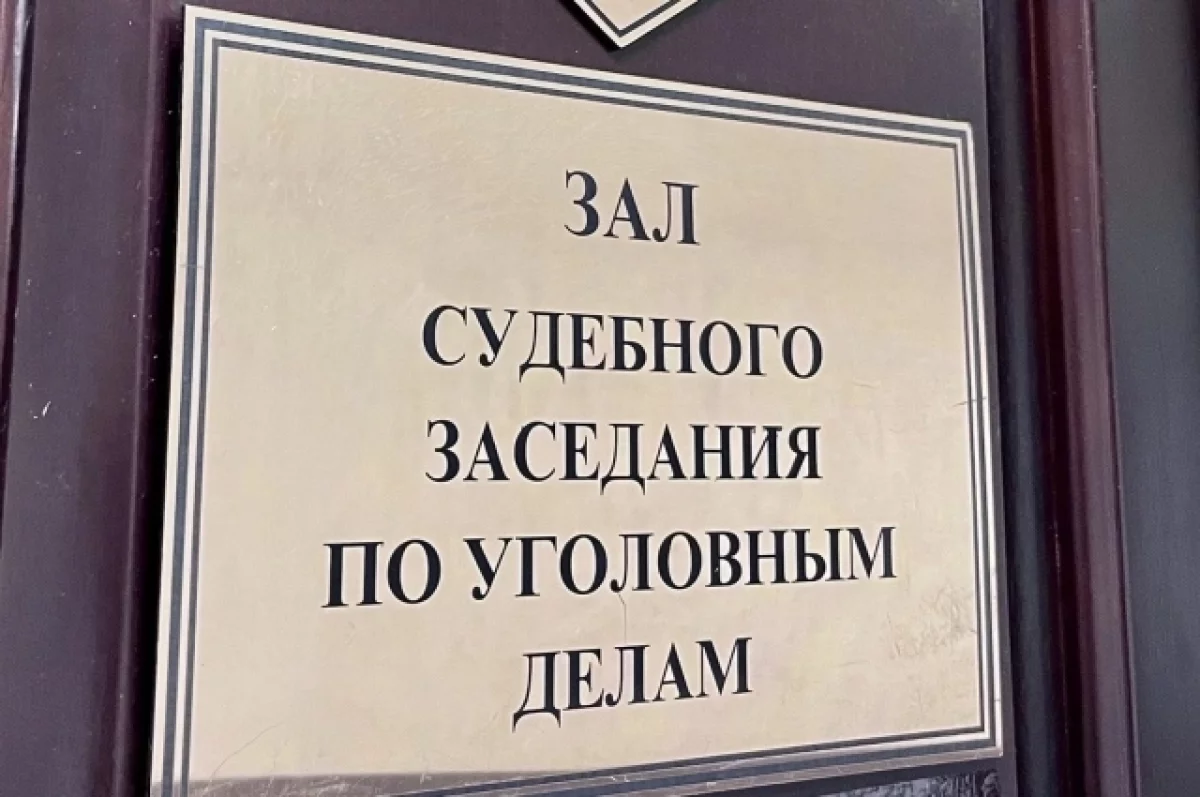 ЗАЛ
СУДЕБНОГО
ЗАСЕДАНИЯ
ПО УГОЛОВНЫМ
ДЕЛАМ